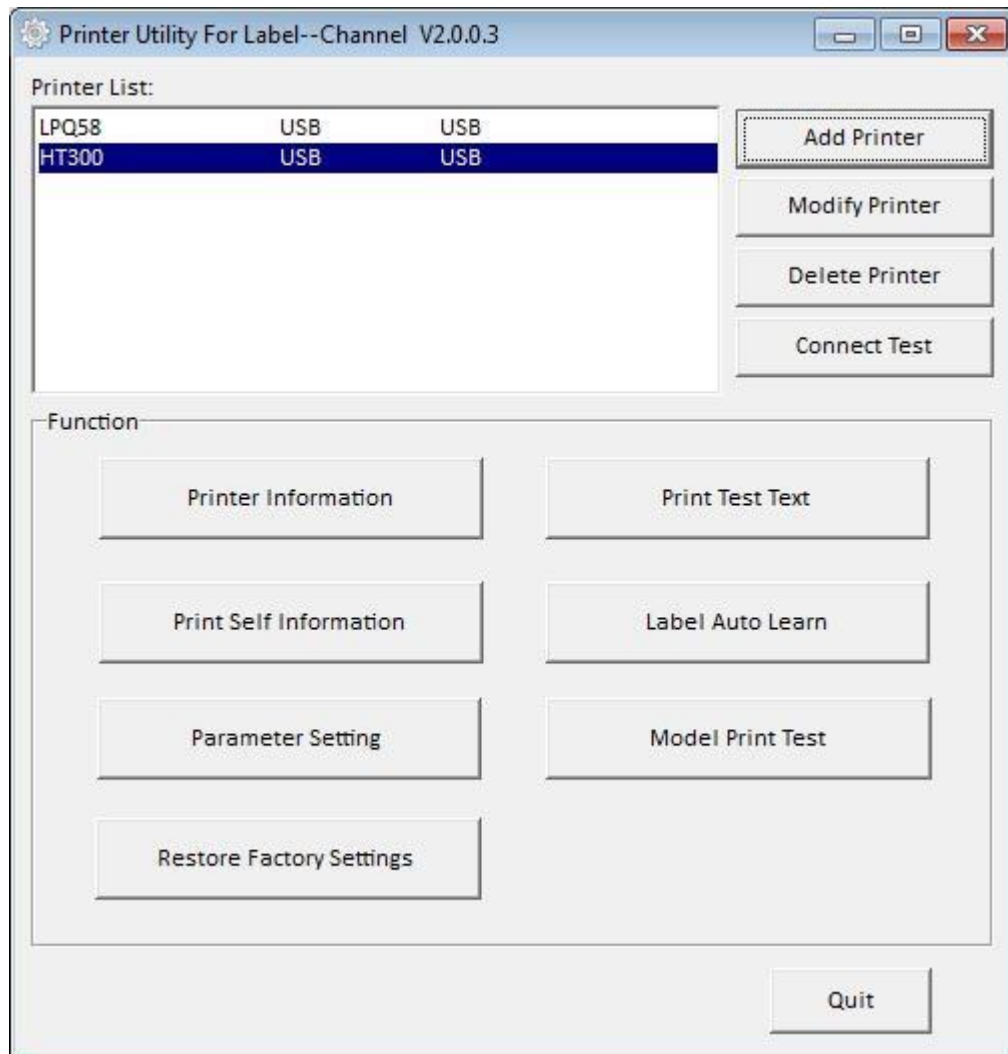 Printer Utility For Label--Channel V2.0.0.3
Printer List:
LPQ58 USB USB
HT300 USB USB
Add Printer
Modify Printer
Delete Printer
Connect Test
Function
Printer Information
Print Test Text
Print Self Information
Label Auto Learn
Parameter Setting
Model Print Test
Restore Factory Settings
Quit